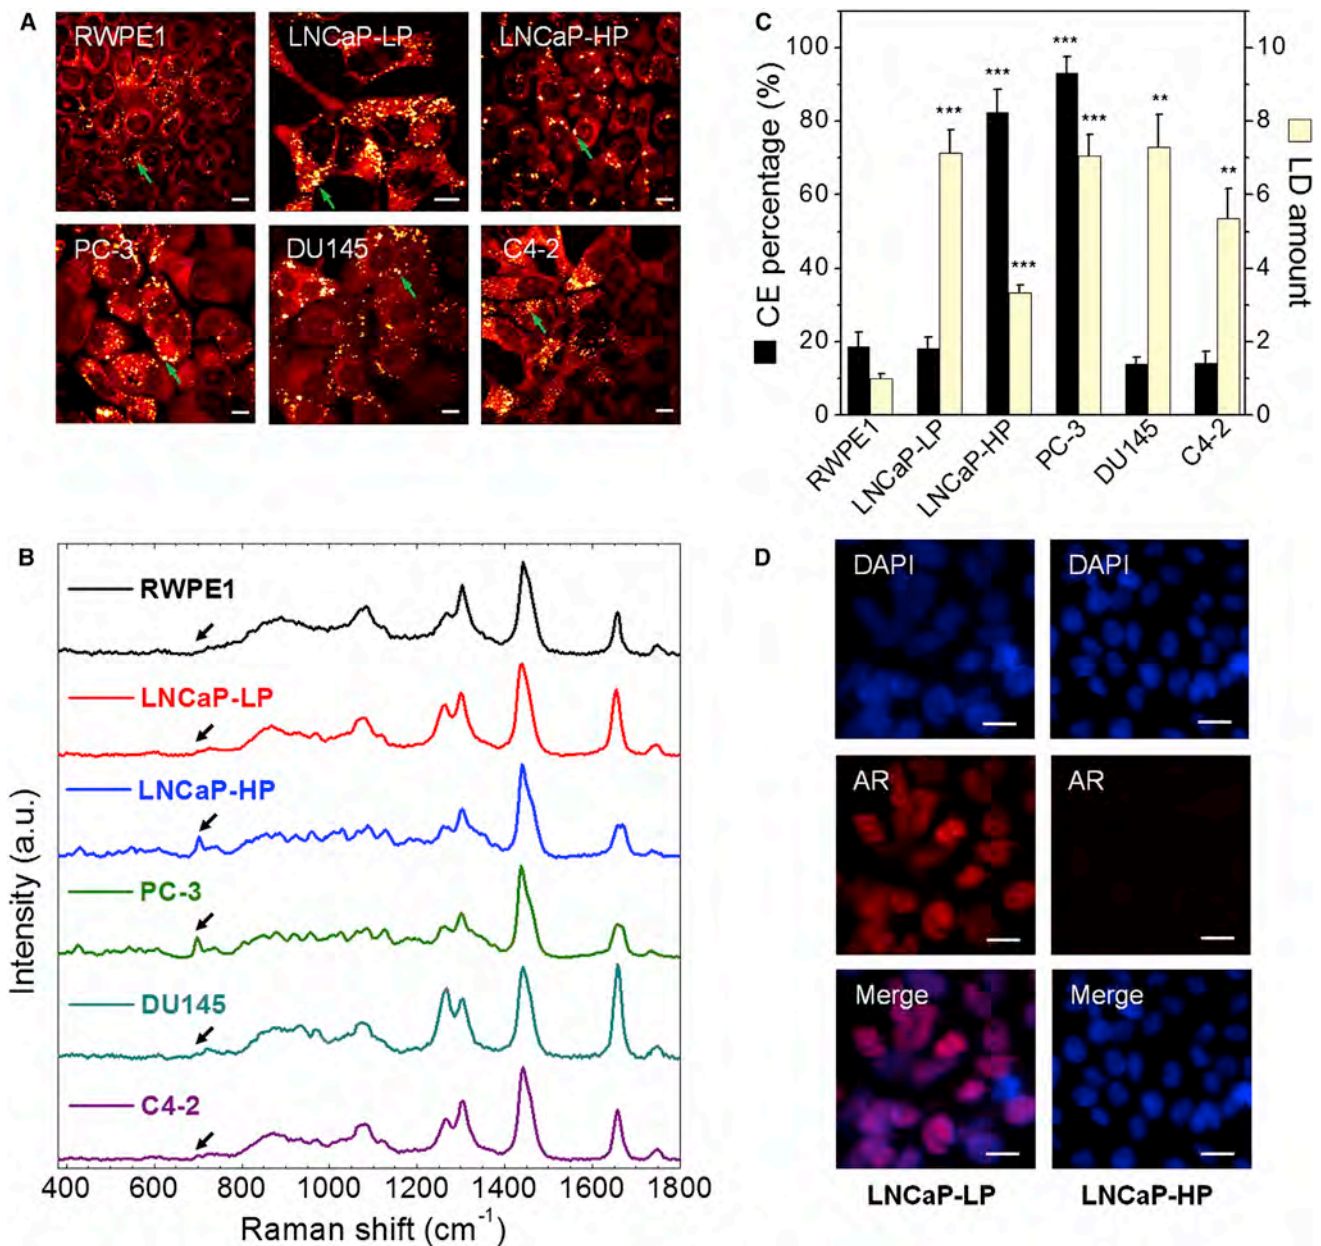 A
RWPE1
LNCaP-LP
LNCaP-HP
PC-3
DU145
C4-2
C
CE percentage (%)
100
80
60
40
20
0
***
***
***
***
***
**
**
10
8
6
4
2
0
LD amount
RWPE1
LNCaP-LP
LNCaP-HP
PC-3
DU145
C4-2
B
RWPE1
LNCaP-LP
LNCaP-HP
PC-3
DU145
C4-2
Intensity (a.u.)
400 600 800 1000 1200 1400 1600 1800
Raman shift (cm⁻¹)
D
DAPI
DAPI
AR
AR
Merge
Merge
LNCaP-LP
LNCaP-HP